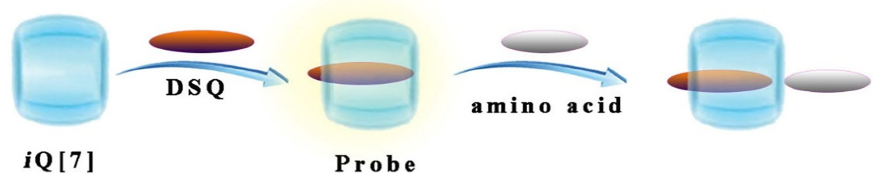 DSQ
amino acid
iQ[7]
Probe